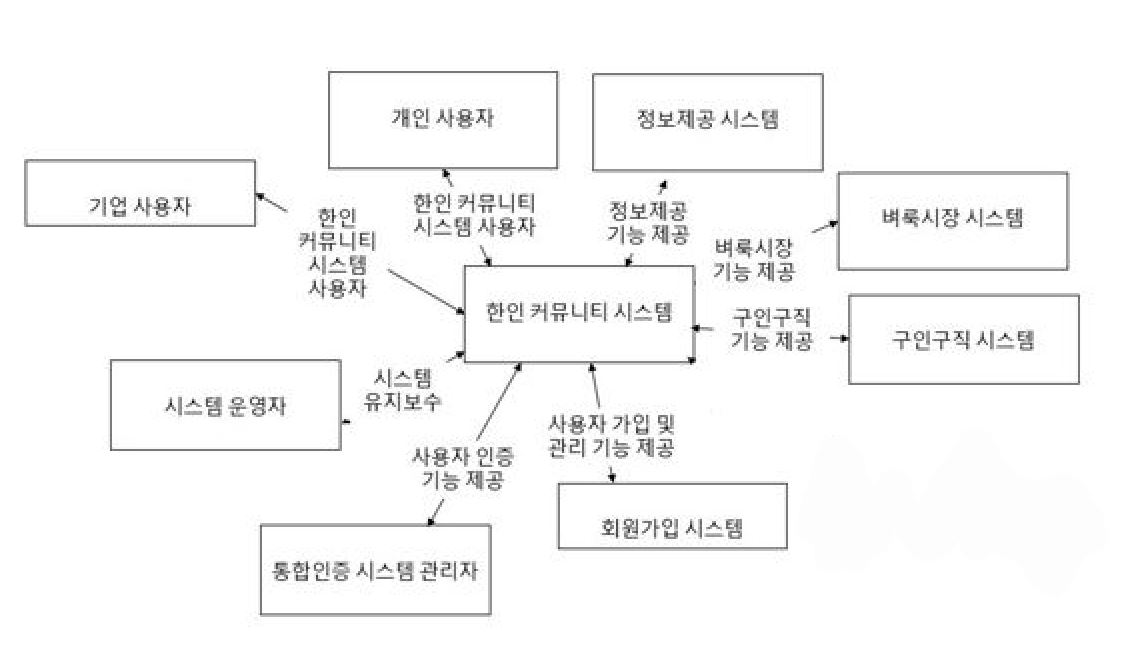 개인 사용자
정보제공 시스템
기업 사용자
한인 커뮤니티
시스템 사용자
정보제공
기능 제공
벼룩시장 시스템
한인
커뮤니티
시스템
사용자
벼룩시장
기능 제공
한인 커뮤니티 시스템
구인구직
기능 제공
구인구직 시스템
시스템
유지보수
시스템 운영자
사용자 가입 및
관리 기능 제공
사용자 인증
기능 제공
회원가입 시스템
통합인증 시스템 관리자